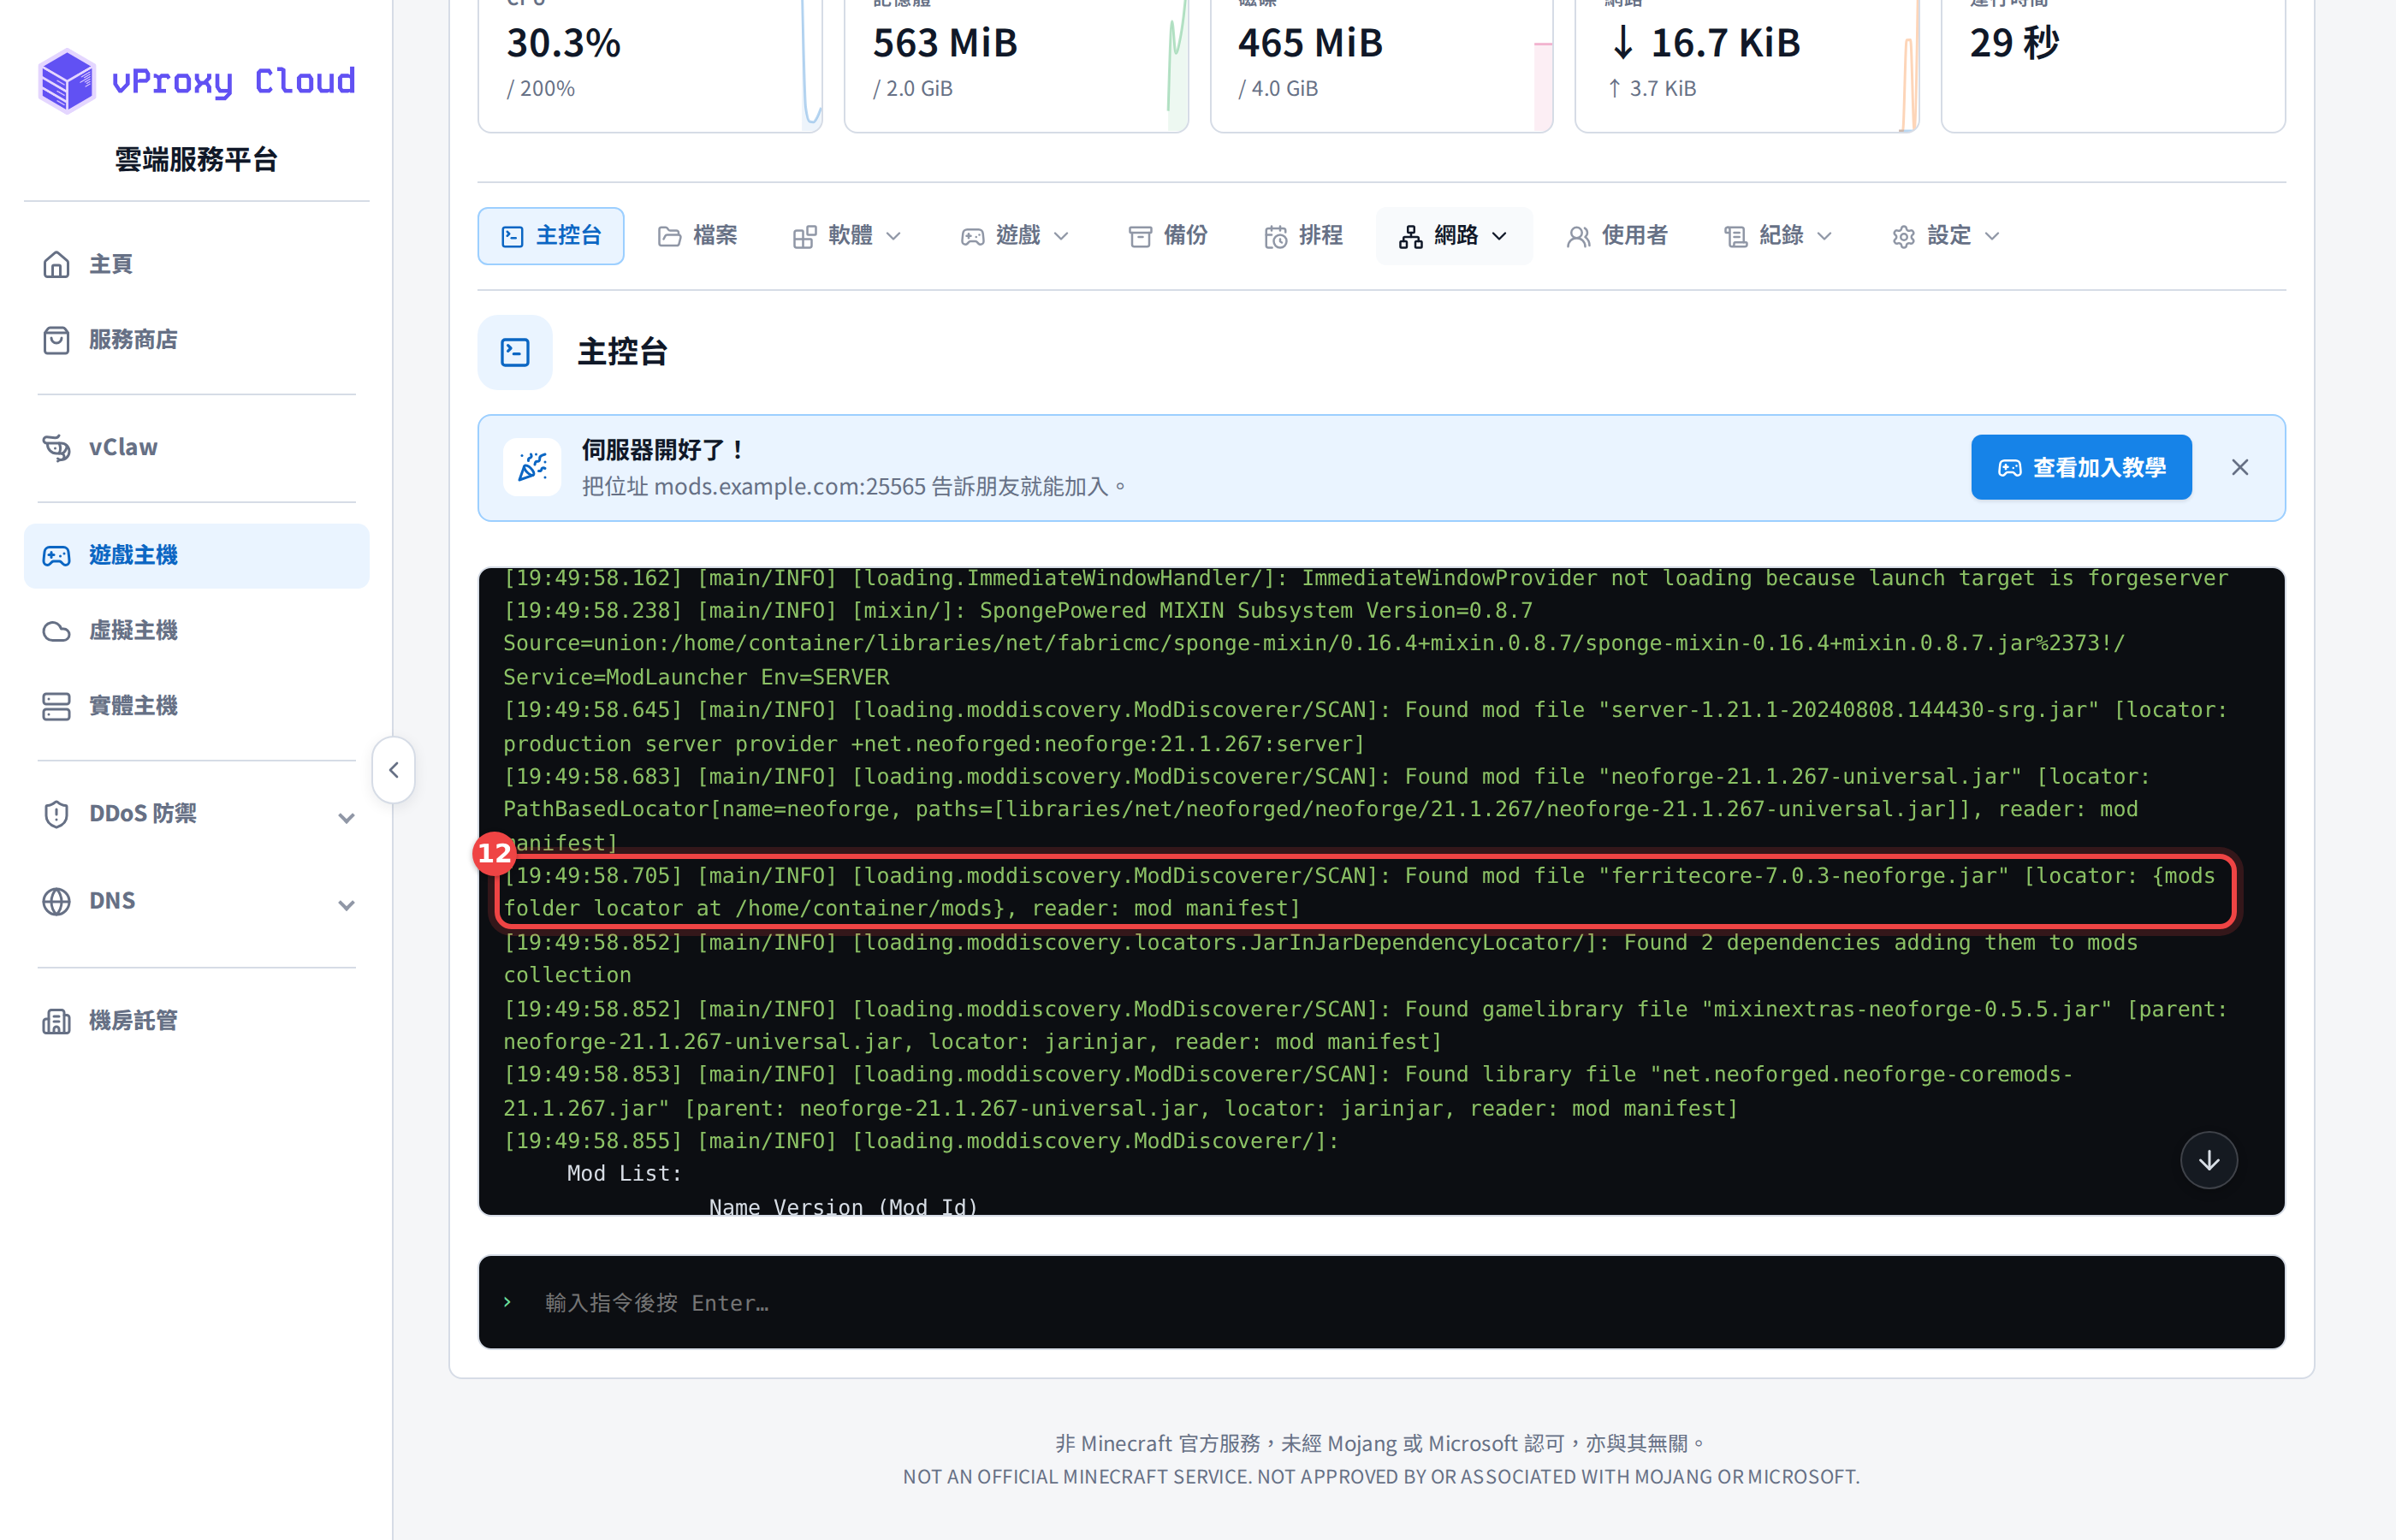 vProxy Cloud
雲端服務平台
主頁
服務商店
vClaw
遊戲主機
虛擬主機
實體主機
DDoS 防禦
DNS
機房託管
30.3%
/ 200%
563 MiB
/ 2.0 GiB
465 MiB
/ 4.0 GiB
↓ 16.7 KiB
↑ 3.7 KiB
29 秒
主控台
檔案
軟體
遊戲
備份
排程
網路
使用者
紀錄
設定
主控台
伺服器開好了！
把位址 mods.example.com:25565 告訴朋友就能加入。
查看加入教學
[19:49:58.162] [main/INFO] [loading.ImmediateWindowHandler/]: ImmediateWindowProvider not loading because launch target is forgeserver
[19:49:58.238] [main/INFO] [mixin/]: SpongePowered MIXIN Subsystem Version=0.8.7
Source=union:/home/container/libraries/net/fabricmc/sponge-mixin/0.16.4+mixin.0.8.7/sponge-mixin-0.16.4+mixin.0.8.7.jar%2373!/
Service=ModLauncher Env=SERVER
[19:49:58.645] [main/INFO] [loading.moddiscovery.ModDiscoverer/SCAN]: Found mod file "server-1.21.1-20240808.144430-srg.jar" [locator:
production server provider +net.neoforged:neoforge:21.1.267:server]
[19:49:58.683] [main/INFO] [loading.moddiscovery.ModDiscoverer/SCAN]: Found mod file "neoforge-21.1.267-universal.jar" [locator:
PathBasedLocator[name=neoforge, paths=[libraries/net/neoforged/neoforge/21.1.267/neoforge-21.1.267-universal.jar]], reader: mod
manifest]
12
[19:49:58.705] [main/INFO] [loading.moddiscovery.ModDiscoverer/SCAN]: Found mod file "ferritecore-7.0.3-neoforge.jar" [locator: {mods
folder locator at /home/container/mods}, reader: mod manifest]
[19:49:58.852] [main/INFO] [loading.moddiscovery.locators.JarInJarDependencyLocator/]: Found 2 dependencies adding them to mods
collection
[19:49:58.852] [main/INFO] [loading.moddiscovery.ModDiscoverer/SCAN]: Found gamelibrary file "mixinextras-neoforge-0.5.5.jar" [parent:
neoforge-21.1.267-universal.jar, locator: jarinjar, reader: mod manifest]
[19:49:58.853] [main/INFO] [loading.moddiscovery.ModDiscoverer/SCAN]: Found library file "net.neoforged.neoforge-coremods-
21.1.267.jar" [parent: neoforge-21.1.267-universal.jar, locator: jarinjar, reader: mod manifest]
[19:49:58.855] [main/INFO] [loading.moddiscovery.ModDiscoverer/]:
Mod List:
Name Version (Mod Id)
› 輸入指令後按 Enter…
非 Minecraft 官方服務，未經 Mojang 或 Microsoft 認可，亦與其無關。
NOT AN OFFICIAL MINECRAFT SERVICE. NOT APPROVED BY OR ASSOCIATED WITH MOJANG OR MICROSOFT.